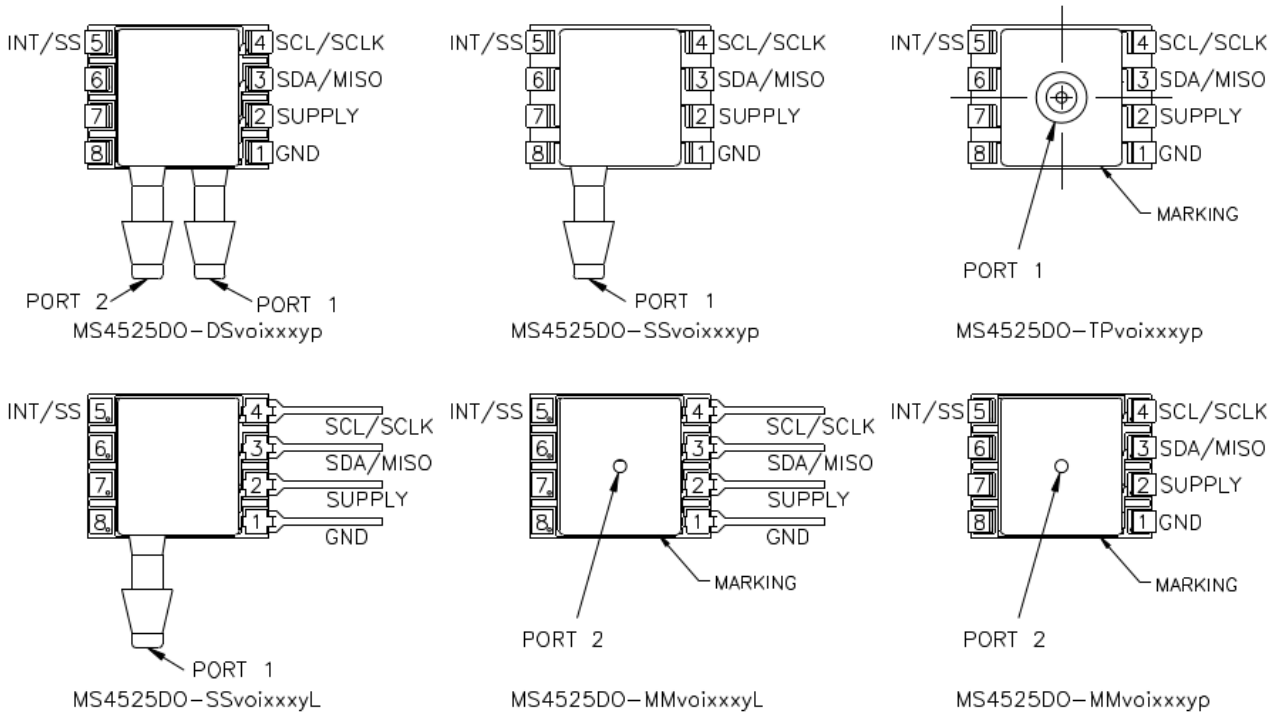 INT/SS 5 4 SCL/SCLK
6 3 SDA/MISO
7 2 SUPPLY
8 1 GND
PORT 2 PORT 1
MS4525DO-DSvoixxxyp
INT/SS 5 4 SCL/SCLK
6 3 SDA/MISO
7 2 SUPPLY
8 1 GND
PORT 1
MS4525DO-SSvoixxxyp
INT/SS 5 4 SCL/SCLK
6 3 SDA/MISO
7 2 SUPPLY
8 1 GND
MARKING
PORT 1
MS4525DO-TPvoixxxyp
INT/SS 5 4
SCL/SCLK
6 3
SDA/MISO
7 2
SUPPLY
8 1
GND
PORT 1
MS4525DO-SSvoixxxyL
INT/SS 5 4
SCL/SCLK
6 3
SDA/MISO
7 2
SUPPLY
8 1
GND
MARKING
PORT 2
MS4525DO-MMvoixxxyL
INT/SS 5 4 SCL/SCLK
6 3 SDA/MISO
7 2 SUPPLY
8 1 GND
MARKING
PORT 2
MS4525DO-MMvoixxxyp